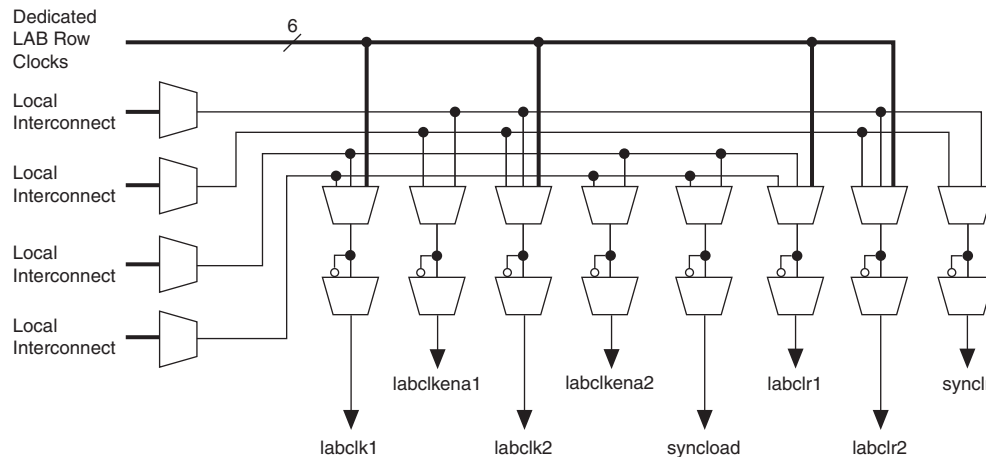 Dedicated
LAB Row
Clocks
6
Local
Interconnect
Local
Interconnect
Local
Interconnect
Local
Interconnect
labclkena1
labclkena2
labclr1
synclr
labclk1
labclk2
syncload
labclr2